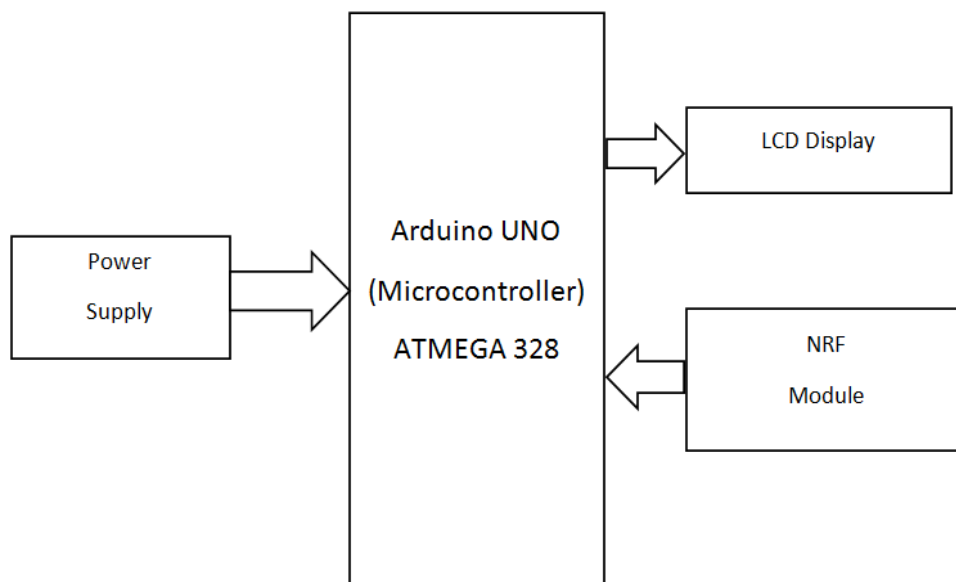 Power
Supply
Arduino UNO
(Microcontroller)
ATMEGA 328
LCD Display
NRF
Module